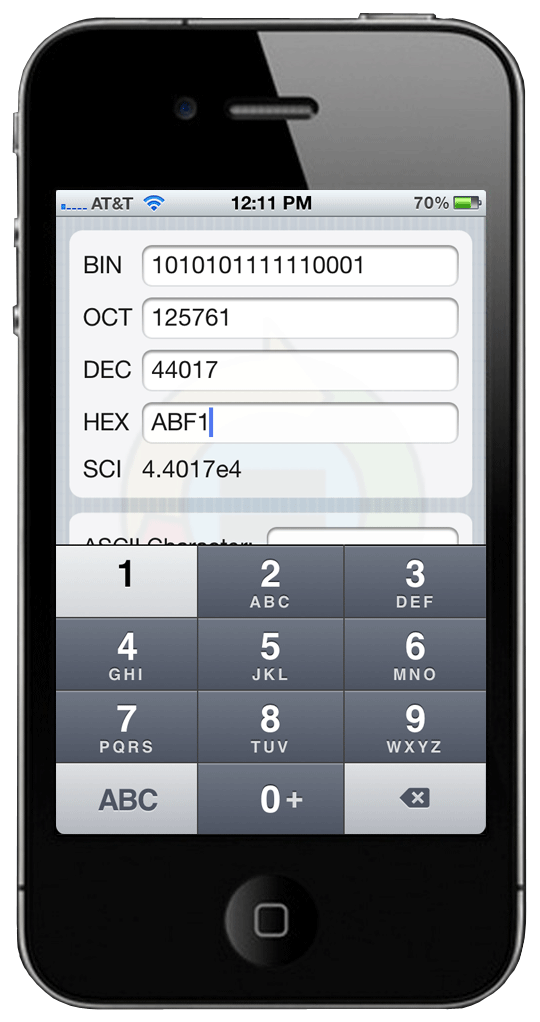 AT&T 12:11 PM 70%
BIN 1010101111110001
OCT 125761
DEC 44017
HEX ABF1
SCI 4.4017e4
ASCII Character:
1 2 3
ABC DEF
4 5 6
GHI JKL MNO
7 8 9
PQRS TUV WXYZ
ABC 0 +